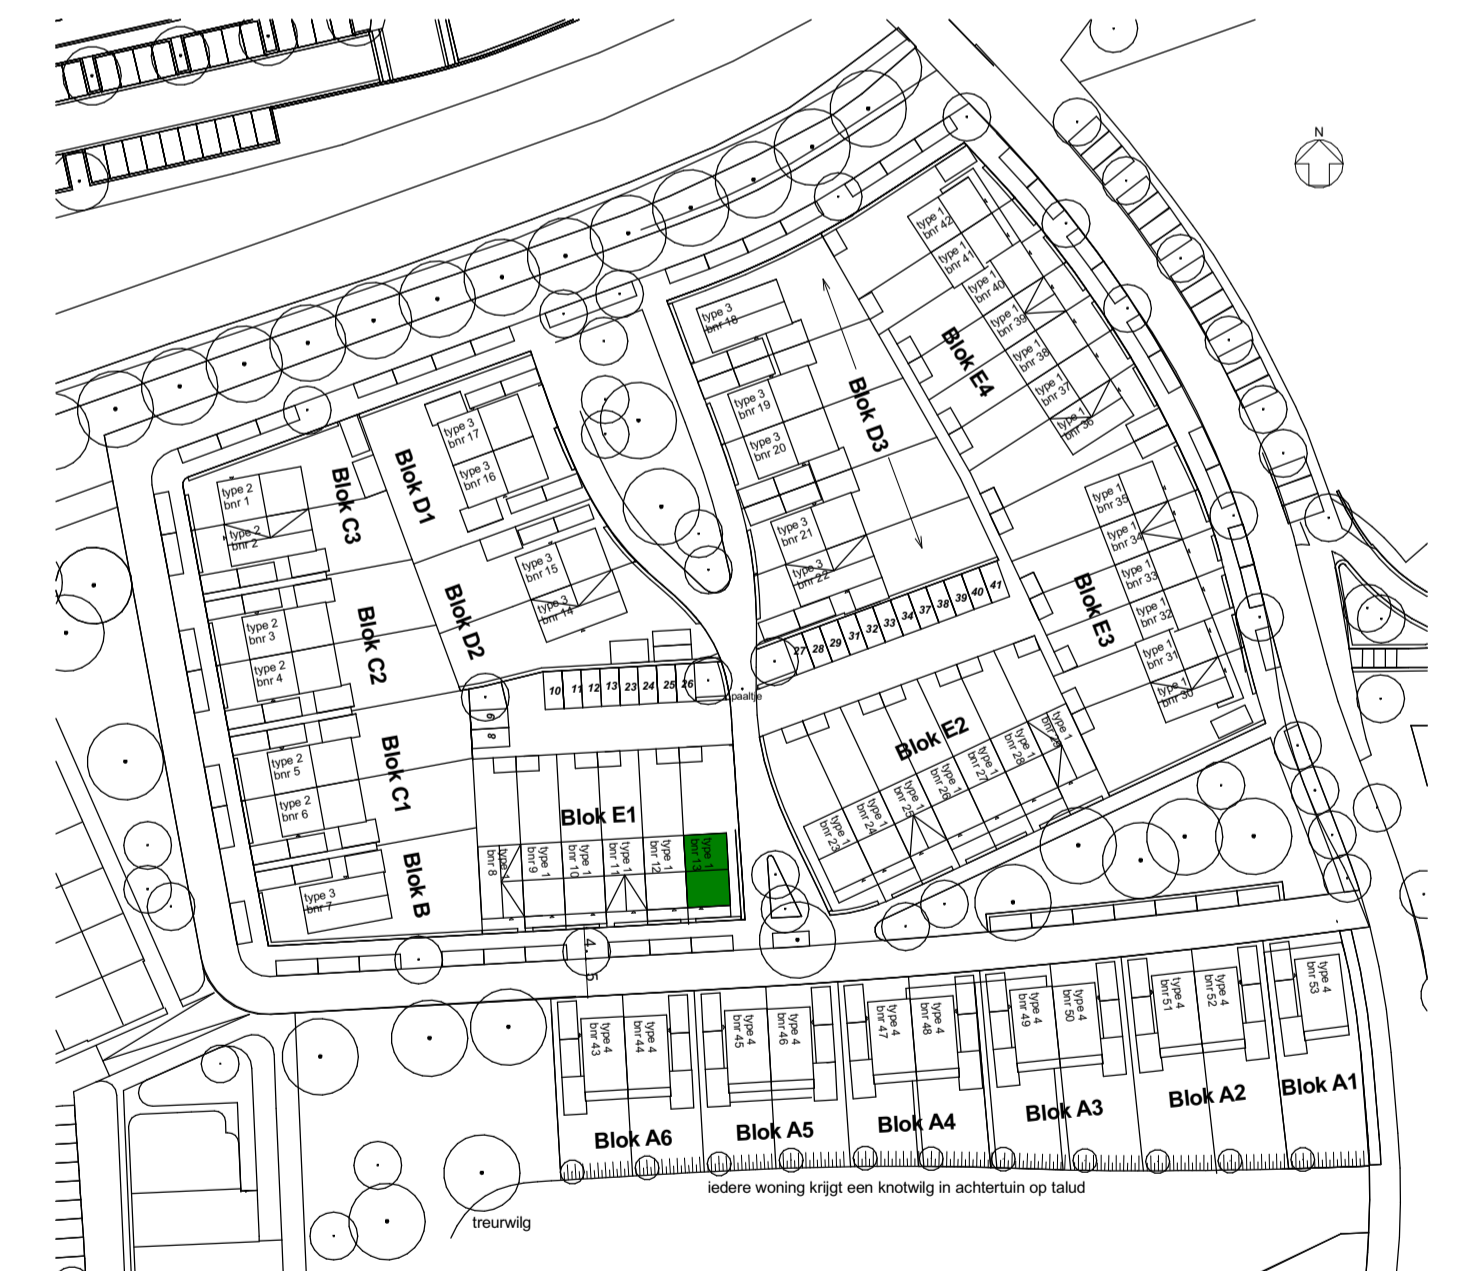 N
type 1
bnr 42
type 1
bnr 41
type 1
bnr 40
type 1
bnr 39
type 1
bnr 38
type 1
bnr 37
type 1
bnr 36
Blok E4
type 3
bnr 18
type 3
bnr 19
type 3
bnr 20
type 3
bnr 21
type 3
bnr 22
Blok D3
type 3
bnr 17
type 3
bnr 16
Blok D1
type 3
bnr 15
type 3
bnr 14
Blok D2
type 2
bnr 1
type 2
bnr 2
Blok C3
type 2
bnr 3
type 2
bnr 4
Blok C2
type 2
bnr 5
type 2
bnr 6
Blok C1
type 3
bnr 7
Blok B
type 1
bnr 35
type 1
bnr 34
type 1
bnr 33
type 1
bnr 32
type 1
bnr 31
type 1
bnr 30
Blok E3
27 28 29 31 32 33 34 37 38 39 40 41
10 11 12 13 23 24 25 26
paaltje
9
8
Blok E2
type 1
bnr 23
type 1
bnr 24
type 1
bnr 25
type 1
bnr 26
type 1
bnr 27
type 1
bnr 28
type 1
bnr 29
Blok E1
type 1
bnr 8
type 1
bnr 9
type 1
bnr 10
type 1
bnr 11
type 1
bnr 12
type 1
bnr 13
type 4
bnr 43
type 4
bnr 44
type 4
bnr 45
type 4
bnr 46
type 4
bnr 47
type 4
bnr 48
type 4
bnr 49
type 4
bnr 50
type 4
bnr 51
type 4
bnr 52
type 4
bnr 53
Blok A6
Blok A5
Blok A4
Blok A3
Blok A2
Blok A1
iedere woning krijgt een knotwilg in achtertuin op talud
treurwilg